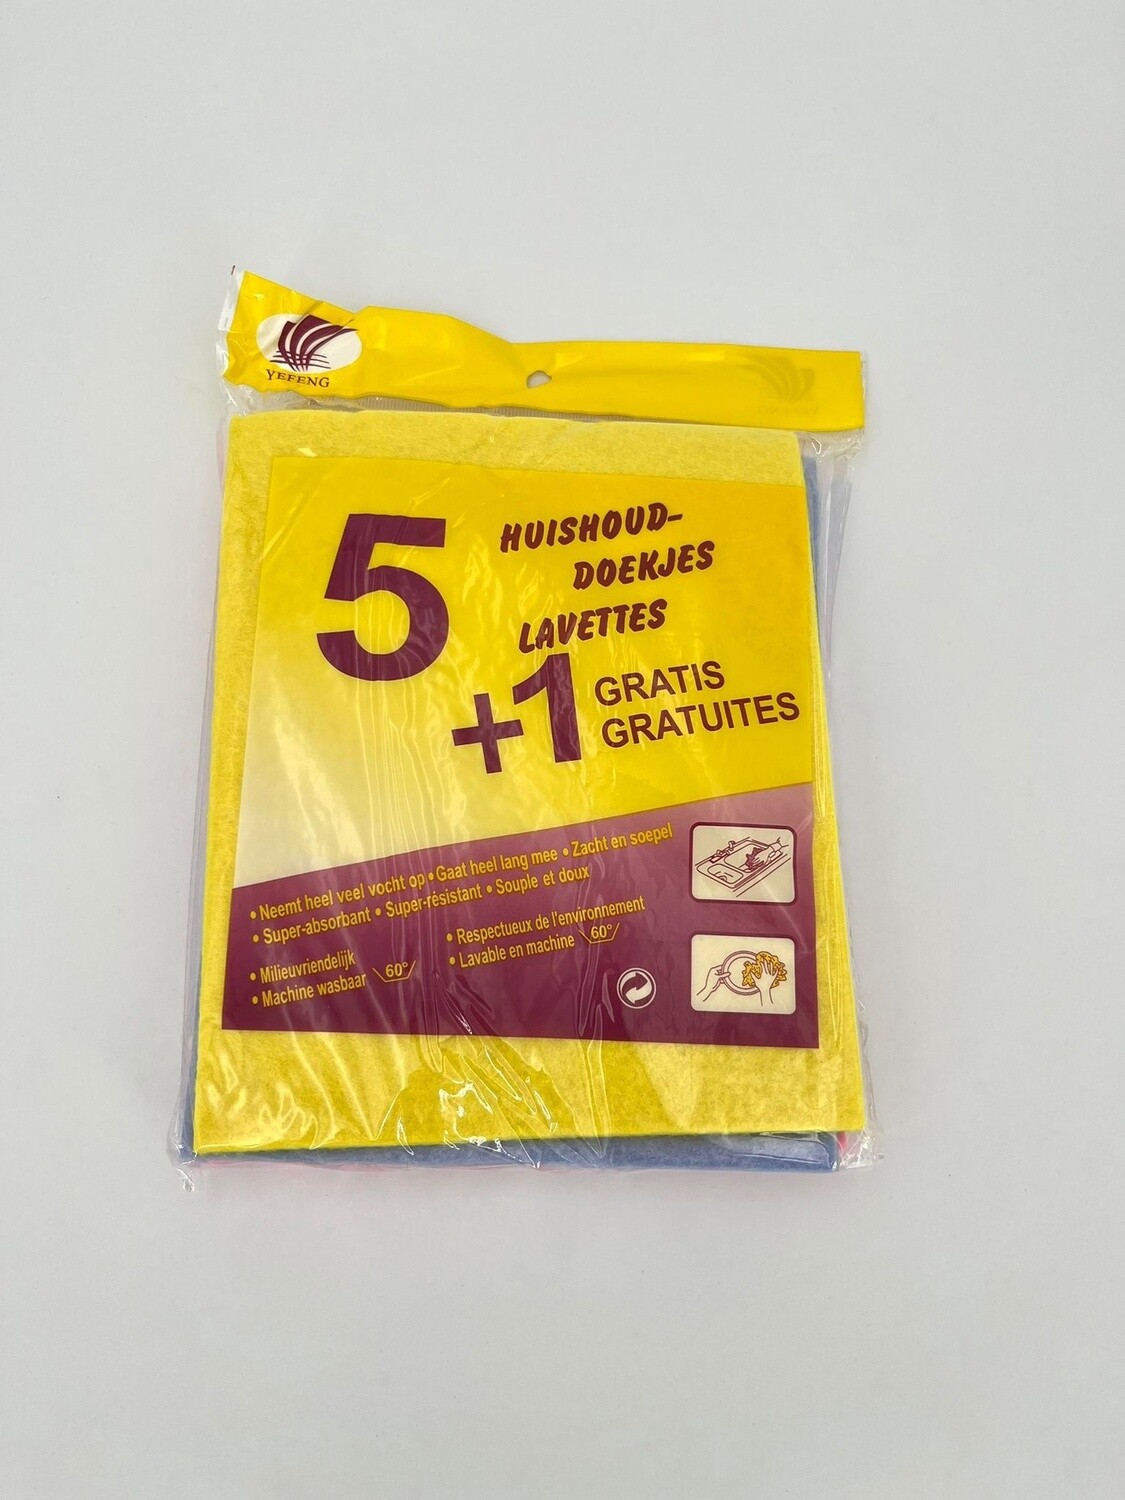 YEFENG
YEFENG
5
HUISHOUD-
DOEKJES
LAVETTES
+1
GRATIS
GRATUITES
• Neemt heel veel vocht op • Gaat heel lang mee • Zacht en soepel
• Super-absorbant • Super-résistant • Souple et doux
• Milieuvriendelijk
• Machine wasbaar 60°
• Respectueux de l'environnement
• Lavable en machine 60°